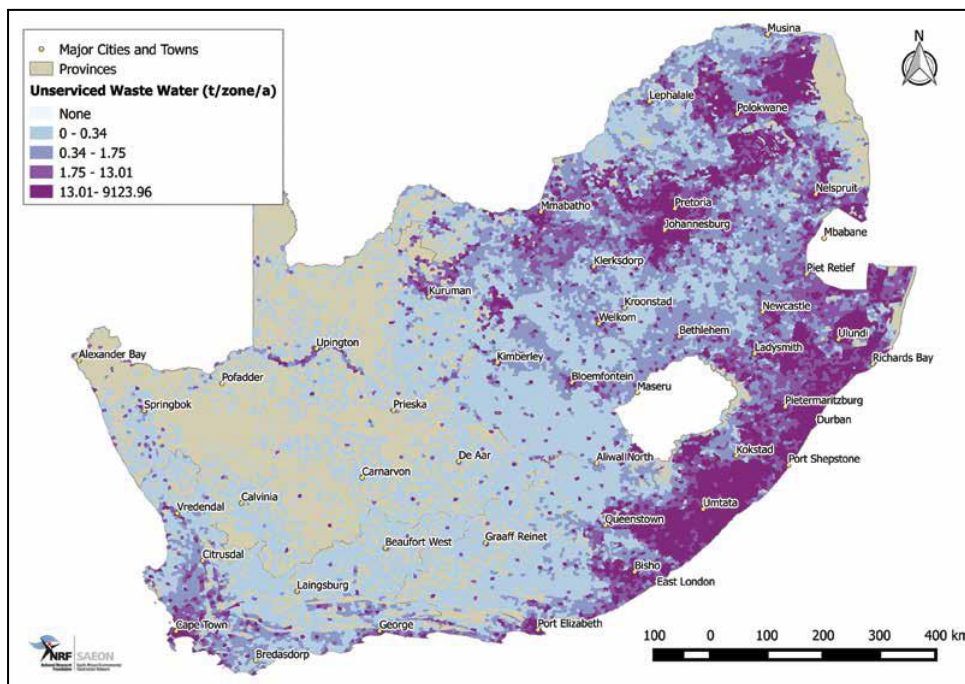 Major Cities and Towns
Provinces
Unserviced Waste Water (t/zone/a)
None
0 - 0.34
0.34 - 1.75
1.75 - 13.01
13.01- 9123.96
N
Musina
Lephalale
Polokwane
Nelspruit
Mmabatho
Pretoria
Johannesburg
Mbabane
Klerksdorp
Piet Retief
Kuruman
Kroonstad
Newcastle
Welkom
Ulundi
Bethlehem
Upington
Ladysmith
Alexander Bay
Kimberley
Richards Bay
Pofadder
Bloemfontein
Maseru
Springbok
Prieska
Pietermaritzburg
Durban
Kokstad
De Aar
Aliwal North
Port Shepstone
Carnarvon
Calvinia
Umtata
Vredendal
Queenstown
Graaff Reinet
Beaufort West
Citrusdal
Bisho
East London
Laingsburg
Cape Town
George
Port Elizabeth
Bredasdorp
100 0 100 200 300 400 km
NRF SAEON